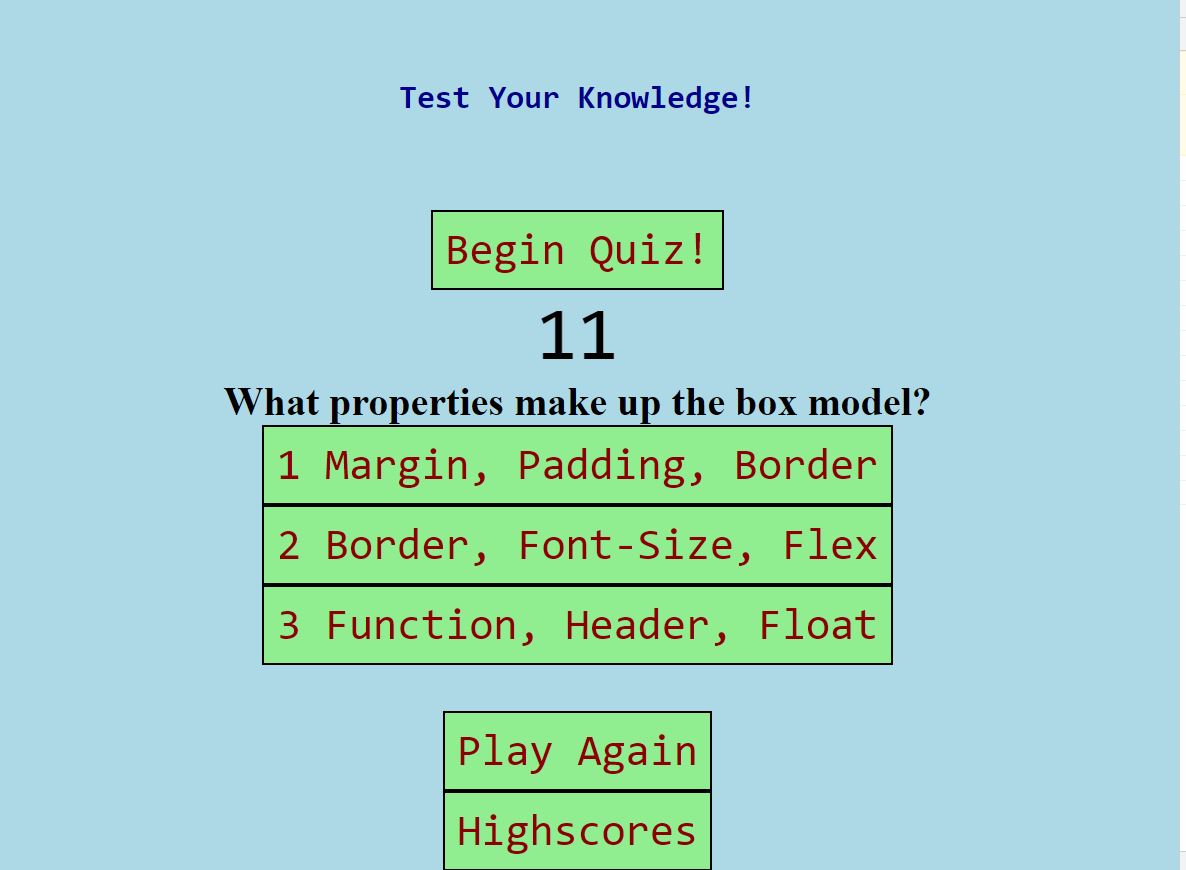 Test Your Knowledge!
Begin Quiz!
11
What properties make up the box model?
1 Margin, Padding, Border
2 Border, Font-Size, Flex
3 Function, Header, Float
Play Again
Highscores